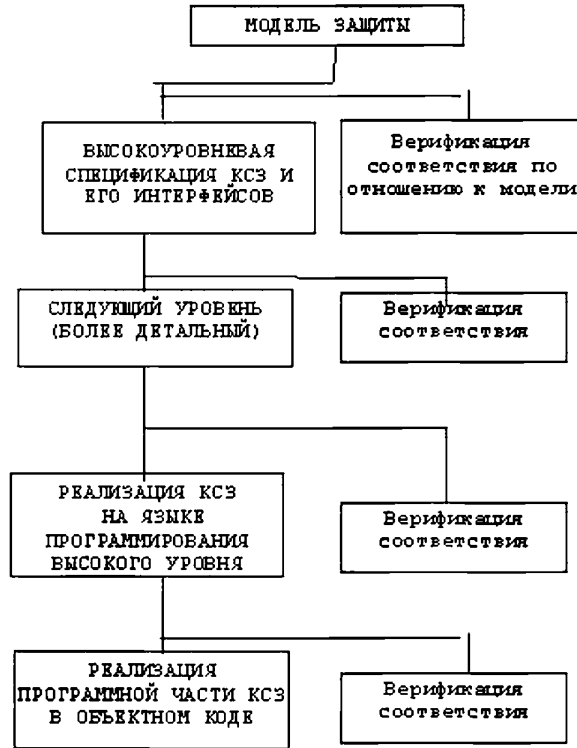 МОДЕЛЬ ЗАЩИТЫ
ВЫСОКОУРОВНЕВАЯ
СПЕЦИФИКАЦИЯ КСЗ И
ЕГО ИНТЕРФЕЙСОВ
Верификация
соответствия по
отношению к модели
СЛЕДУЮЩИЙ УРОВЕНЬ
(БОЛЕЕ ДЕТАЛЬНЫЙ)
Верификация
соответствия
РЕАЛИЗАЦИЯ КСЗ
НА ЯЗЫКЕ
ПРОГРАММИРОВАНИЯ
ВЫСОКОГО УРОВНЯ
Верификация
соответствия
РЕАЛИЗАЦИЯ
ПРОГРАММНОЙ ЧАСТИ КСЗ
В ОБЪЕКТНОМ КОДЕ
Верификация
соответствия